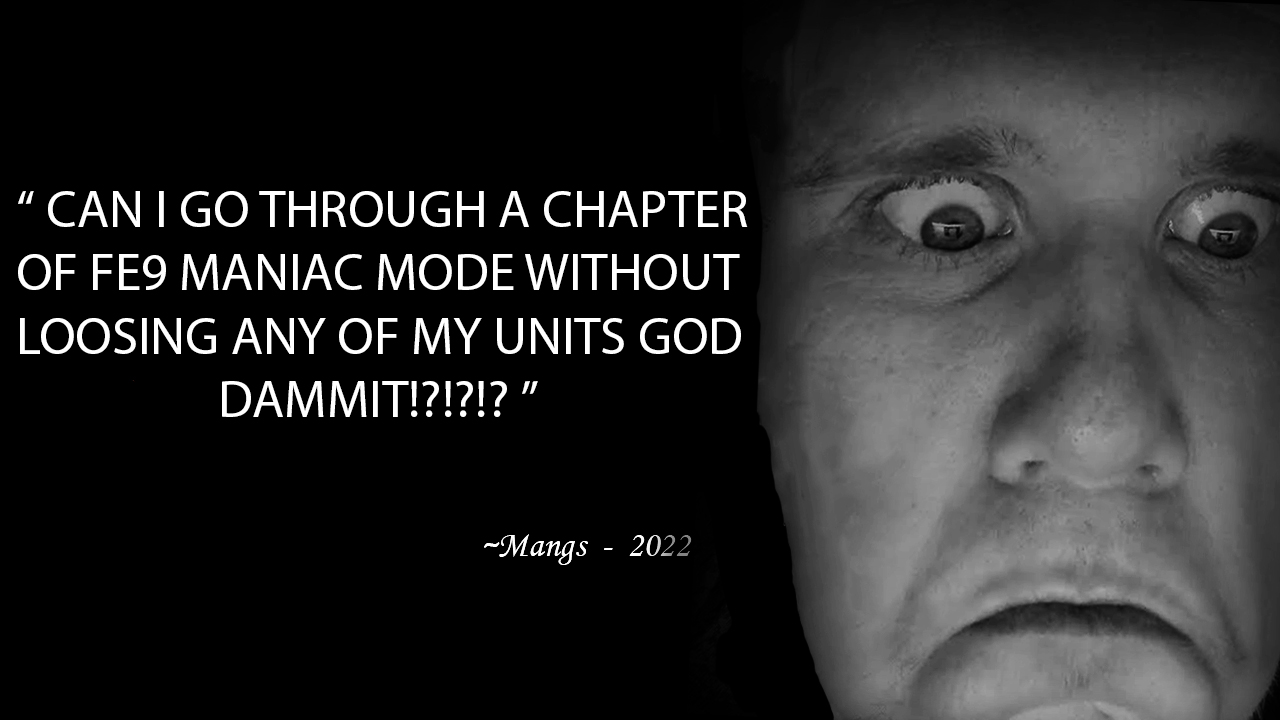 “ CAN I GO THROUGH A CHAPTER
OF FE9 MANIAC MODE WITHOUT
LOOSING ANY OF MY UNITS GOD
DAMMIT!?!?!? ”
~Mangs - 2022